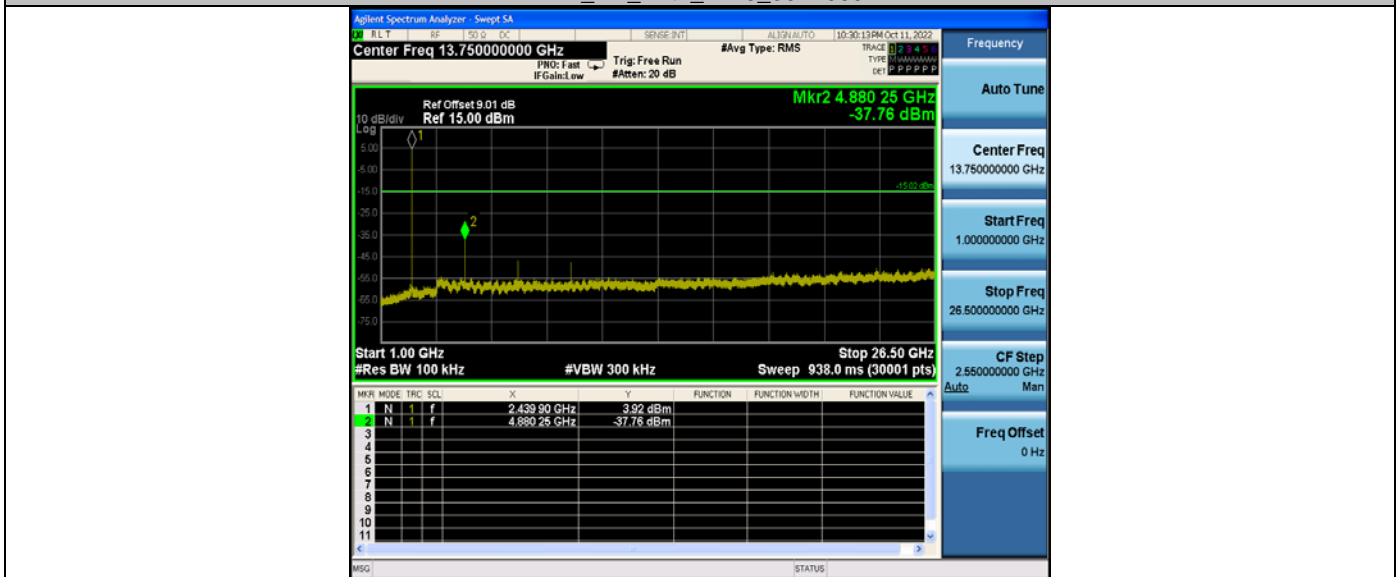 Agilent Spectrum Analyzer - Swept SA
RLT RF 50 Ω DC SENSE:INT ALIGNAUTO 10:30:13 PM Oct 11, 2022
Center Freq 13.750000000 GHz #Avg Type: RMS TRACE 1 2 3 4 5 6
PNO: Fast Trig: Free Run TYPE
IFGain:Low #Atten: 20 dB DET P P P P P P
Ref Offset 9.01 dB Mkr2 4.880 25 GHz
10 dB/div Ref 15.00 dBm -37.76 dBm
Log
1
5.00
-5.00
-15.0
-15.02 dBm
-25.0
2
-35.0
-45.0
-55.0
-65.0
-75.0
Start 1.00 GHz Stop 26.50 GHz
#Res BW 100 kHz #VBW 300 kHz Sweep 938.0 ms (30001 pts)
MKR MODE TRC SCL X Y FUNCTION FUNCTION WIDTH FUNCTION VALUE
1 N 1 f 2.439 90 GHz 3.92 dBm
2 N 1 f 4.880 25 GHz -37.76 dBm
3
4
5
6
7
8
9
10
11
MSG STATUS
Frequency
Auto Tune
Center Freq
13.750000000 GHz
Start Freq
1.000000000 GHz
Stop Freq
26.500000000 GHz
CF Step
2.550000000 GHz
Auto Man
Freq Offset
0 Hz